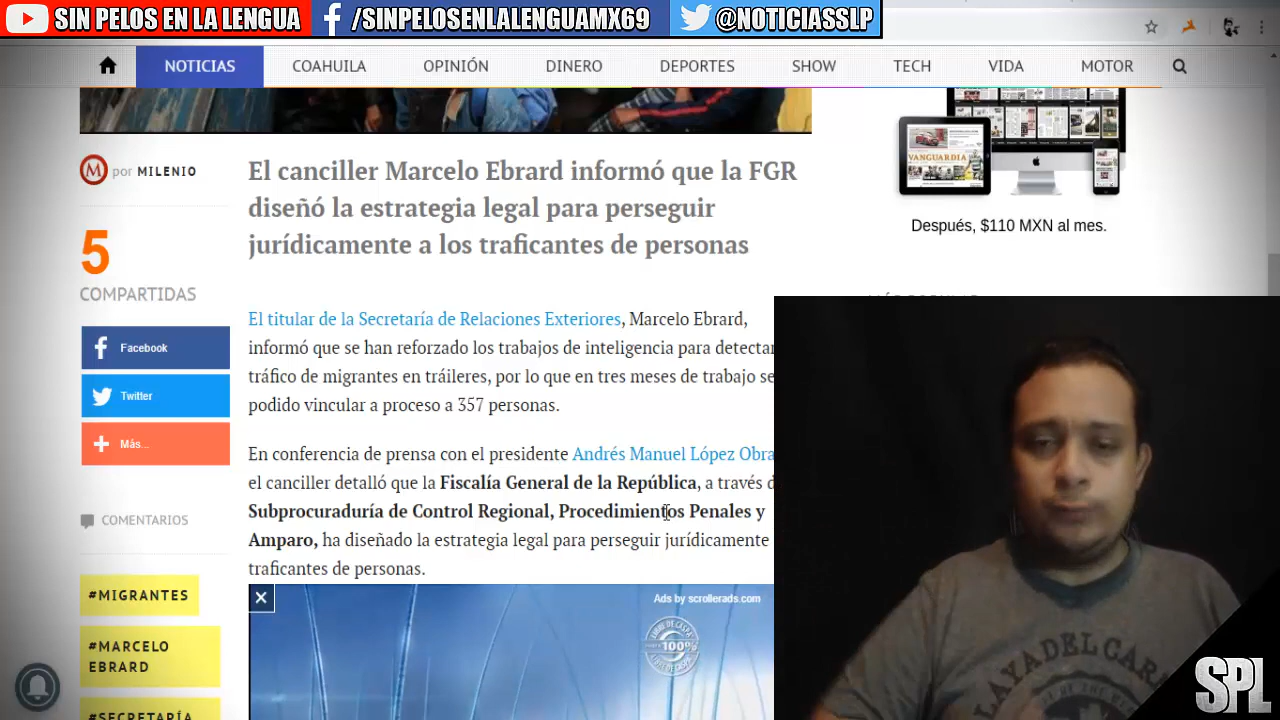 SIN PELOS EN LA LENGUA
/SINPELOSENLALENGUAMX69
@NOTICIASSLP
NOTICIAS
COAHUILA
OPINIÓN
DINERO
DEPORTES
SHOW
TECH
VIDA
MOTOR
VANGUARDIA
Después, $110 MXN al mes.
por MILENIO
5
COMPARTIDAS
Facebook
Twitter
Más...
COMENTARIOS
#MIGRANTES
#MARCELO
EBRARD
#SECRETARÍA
El canciller Marcelo Ebrard informó que la FGR
diseñó la estrategia legal para perseguir
jurídicamente a los traficantes de personas
El titular de la Secretaría de Relaciones Exteriores, Marcelo Ebrard,
informó que se han reforzado los trabajos de inteligencia para detectar
tráfico de migrantes en tráileres, por lo que en tres meses de trabajo se
podido vincular a proceso a 357 personas.
En conferencia de prensa con el presidente Andrés Manuel López Obra
el canciller detalló que la Fiscalía General de la República, a través d
Subprocuraduría de Control Regional, Procedimientos Penales y
Amparo, ha diseñado la estrategia legal para perseguir jurídicamente
traficantes de personas.
Ads by scrollerads.com
100%
SPL